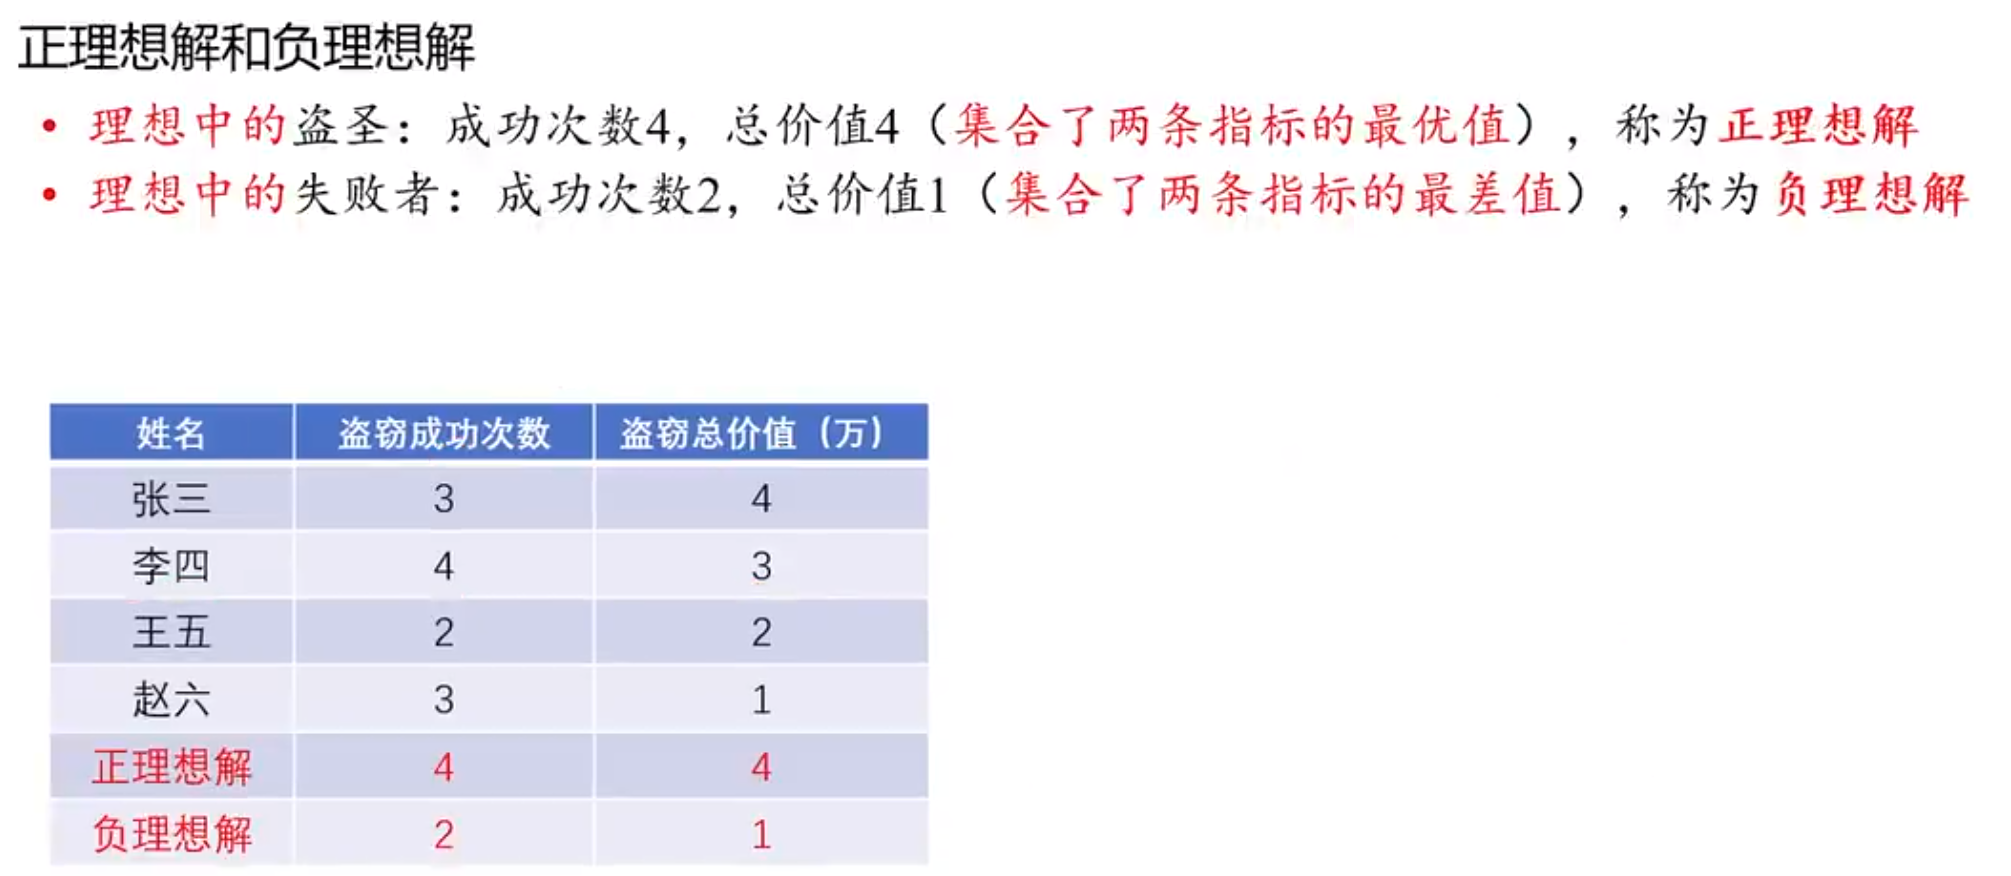 正理想解和负理想解
• 理想中的盗圣：成功次数4，总价值4（集合了两条指标的最优值），称为正理想解
• 理想中的失败者：成功次数2，总价值1（集合了两条指标的最差值），称为负理想解
姓名 盗窃成功次数 盗窃总价值（万）
张三 3 4
李四 4 3
王五 2 2
赵六 3 1
正理想解 4 4
负理想解 2 1